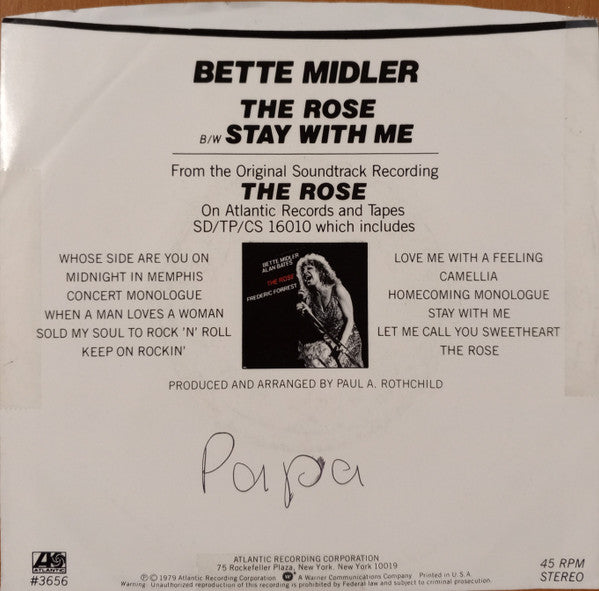 BETTE MIDLER
THE ROSE
B/W STAY WITH ME
From the Original Soundtrack Recording
THE ROSE
On Atlantic Records and Tapes
SD/TP/CS 16010 which includes
WHOSE SIDE ARE YOU ON
MIDNIGHT IN MEMPHIS
CONCERT MONOLOGUE
WHEN A MAN LOVES A WOMAN
SOLD MY SOUL TO ROCK 'N' ROLL
KEEP ON ROCKIN'
BETTE MIDLER
ALAN BATES
THE ROSE
FREDERIC FORREST
LOVE ME WITH A FEELING
CAMELLIA
HOMECOMING MONOLOGUE
STAY WITH ME
LET ME CALL YOU SWEETHEART
THE ROSE
PRODUCED AND ARRANGED BY PAUL A. ROTHCHILD
Papa
ATLANTIC
#3656
ATLANTIC RECORDING CORPORATION
75 Rockefeller Plaza, New York, New York 10019
℗© 1979 Atlantic Recording Corporation A Warner Communications Company Printed in U.S.A.
Warning: Unauthorized reproduction of this recording is prohibited by Federal law and subject to criminal prosecution.
45 RPM
STEREO